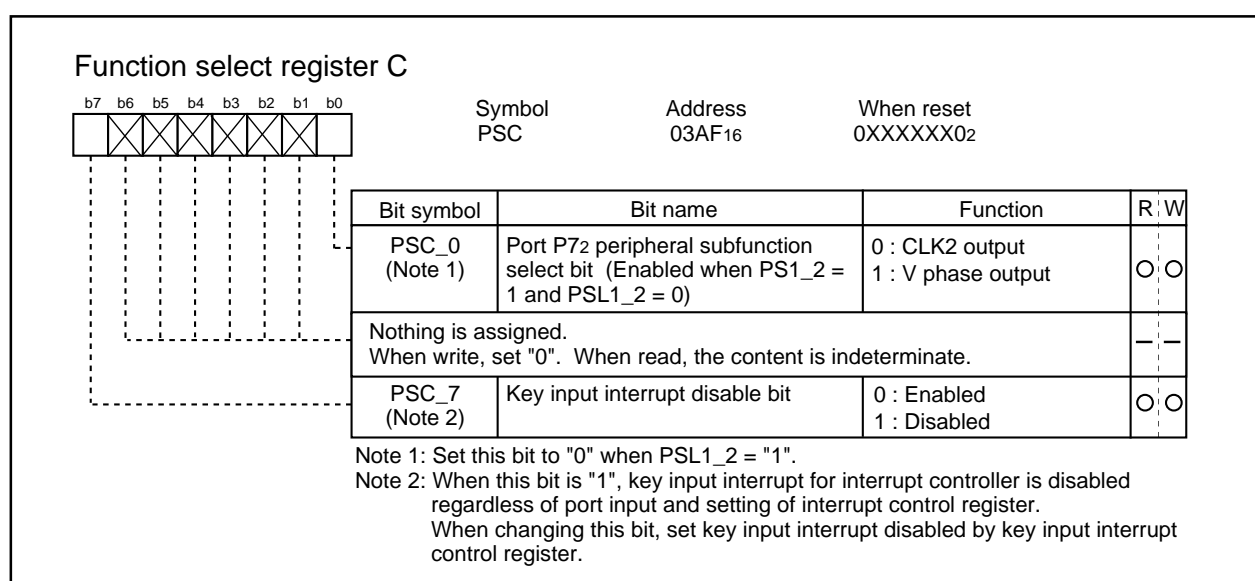 Function select register C
b7 b6 b5 b4 b3 b2 b1 b0
Symbol Address When reset
PSC 03AF16 0XXXXXX02
Bit symbol Bit name Function R W
PSC_0 Port P72 peripheral subfunction 0 : CLK2 output
(Note 1) select bit (Enabled when PS1_2 = 1 : V phase output
1 and PSL1_2 = 0)
Nothing is assigned.
When write, set "0". When read, the content is indeterminate.
PSC_7 Key input interrupt disable bit 0 : Enabled
(Note 2) 1 : Disabled
Note 1: Set this bit to "0" when PSL1_2 = "1".
Note 2: When this bit is "1", key input interrupt for interrupt controller is disabled
regardless of port input and setting of interrupt control register.
When changing this bit, set key input interrupt disabled by key input interrupt
control register.